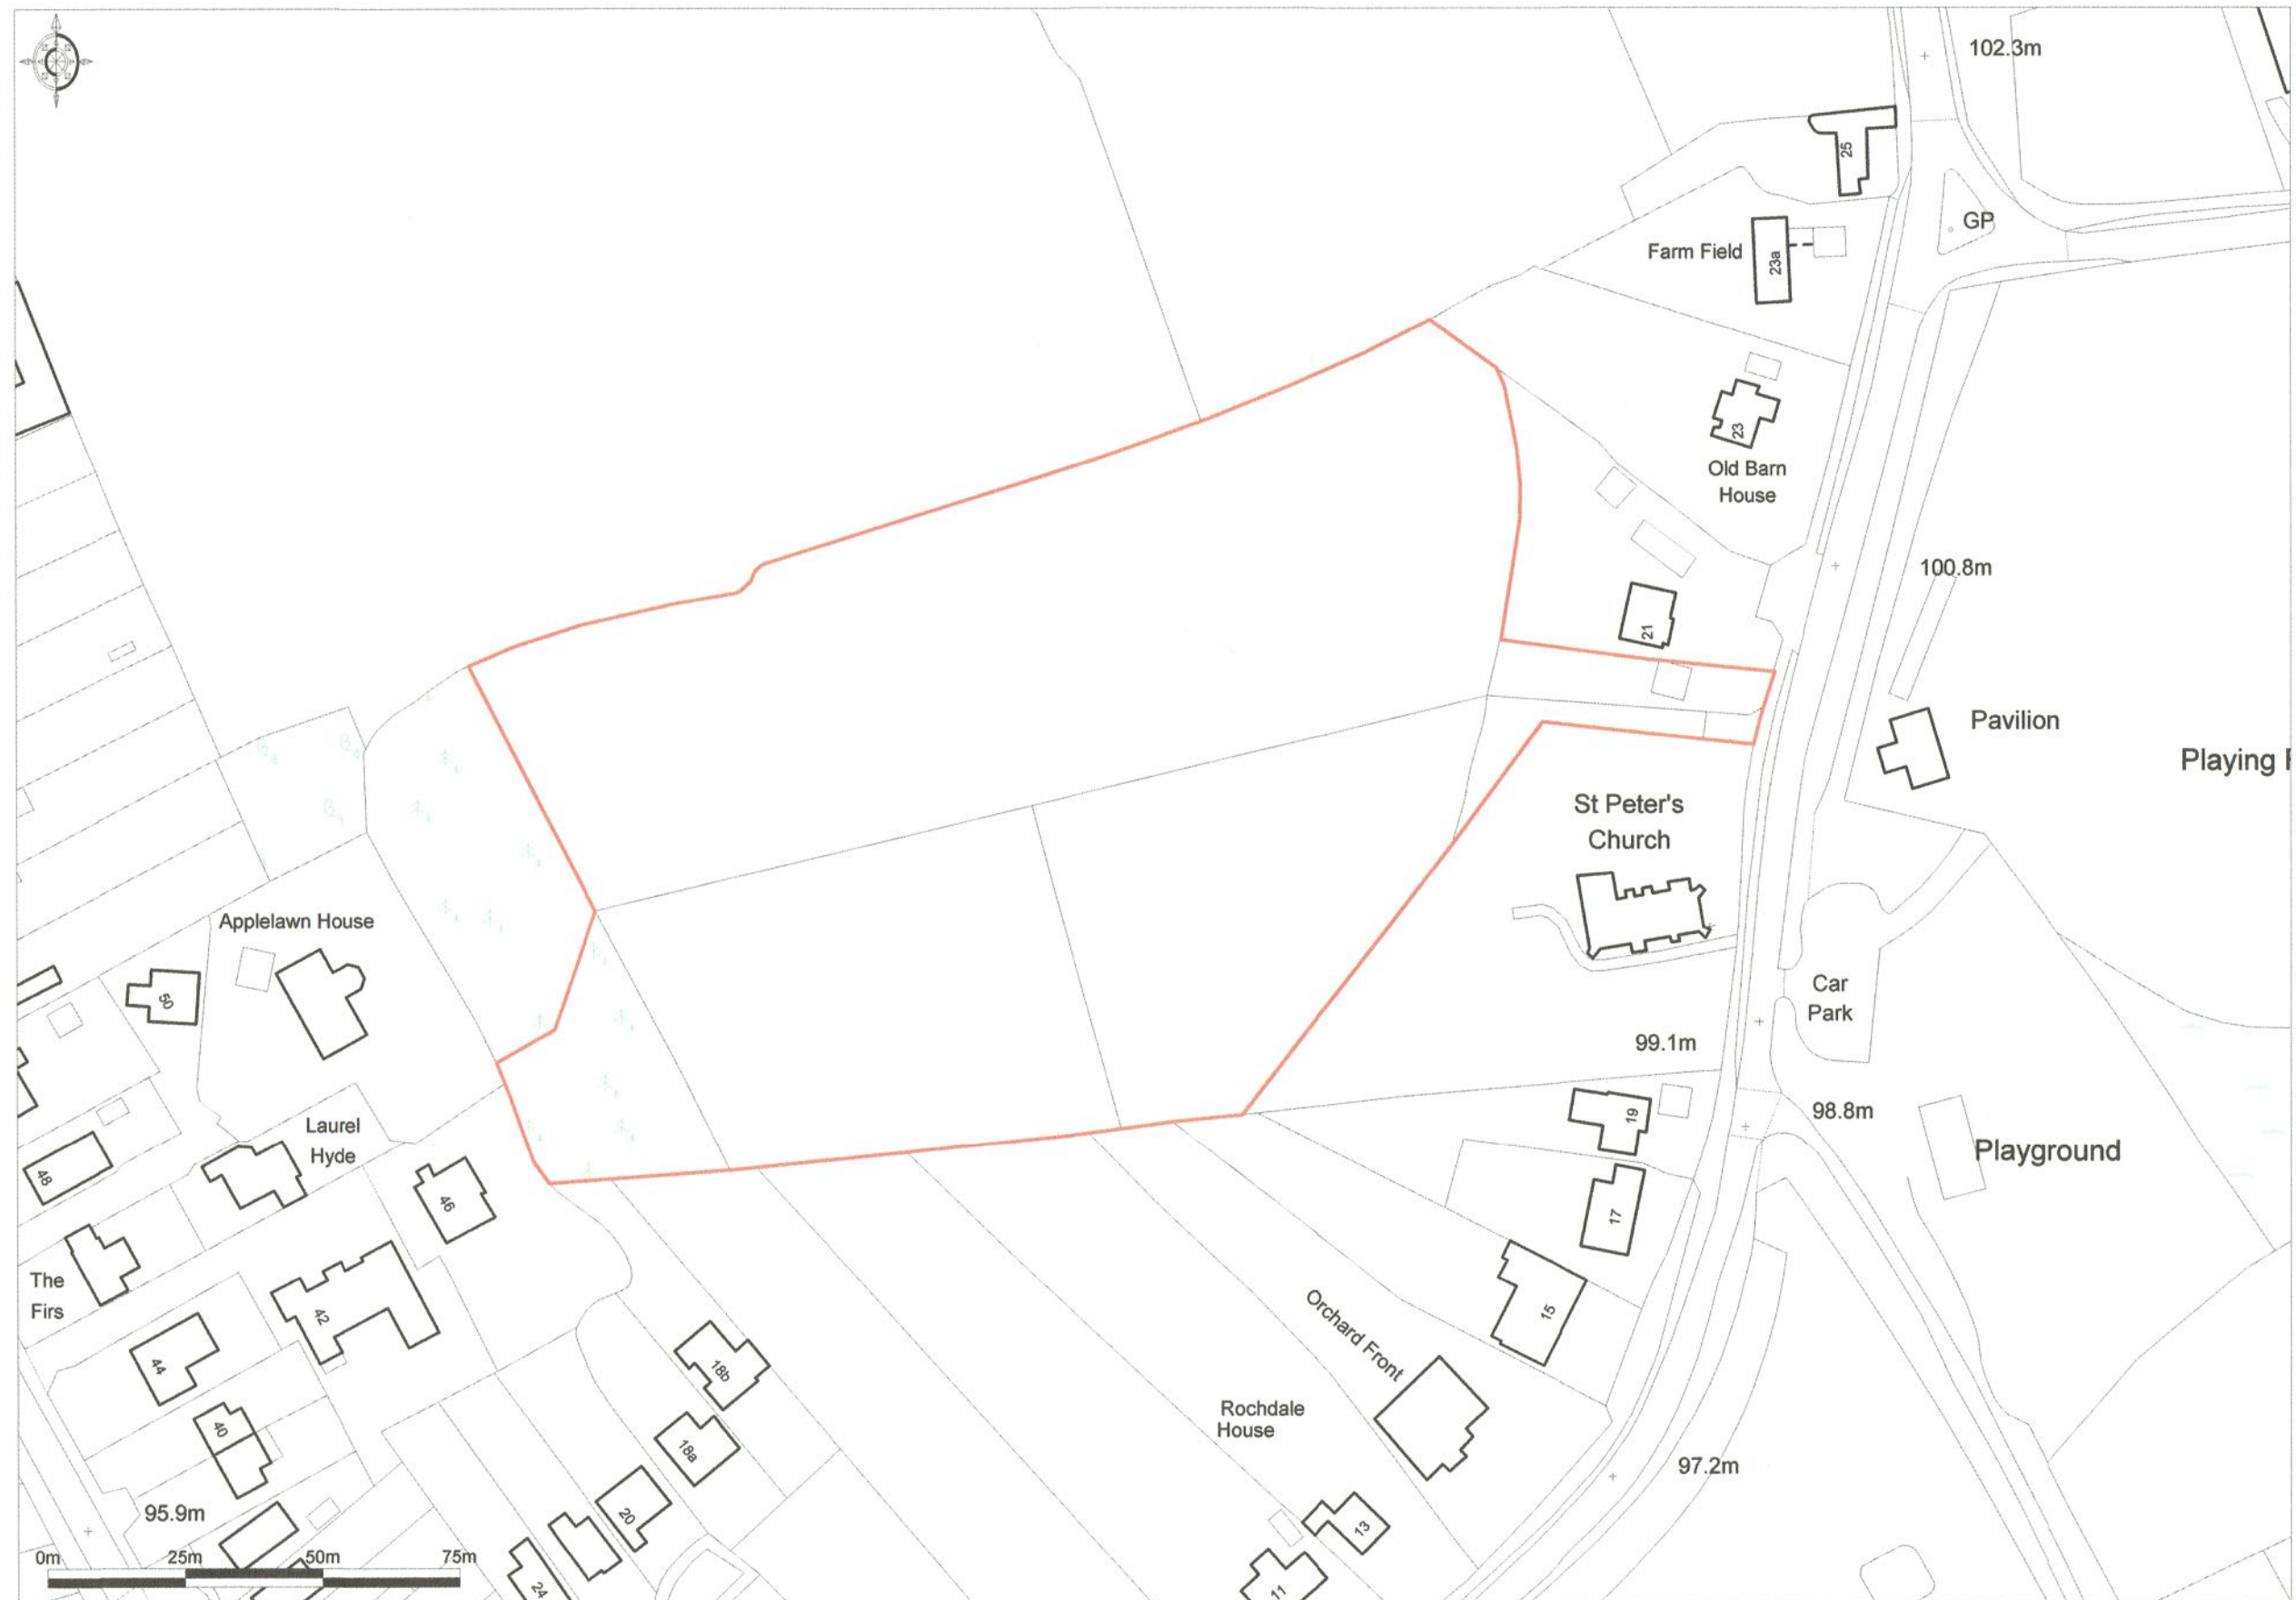 102.3m
25
GP
Farm Field
23a
23
Old Barn
House
100.8m
21
Pavilion
Playing
St Peter's
Church
Applelawn House
50
Car
Park
99.1m
98.8m
19
Laurel
Hyde
Playground
48
46
17
The
Firs
42
Orchard Front
15
44
18b
40
18a
Rochdale
House
97.2m
95.9m
20
13
0m
25m
50m
75m
24
11